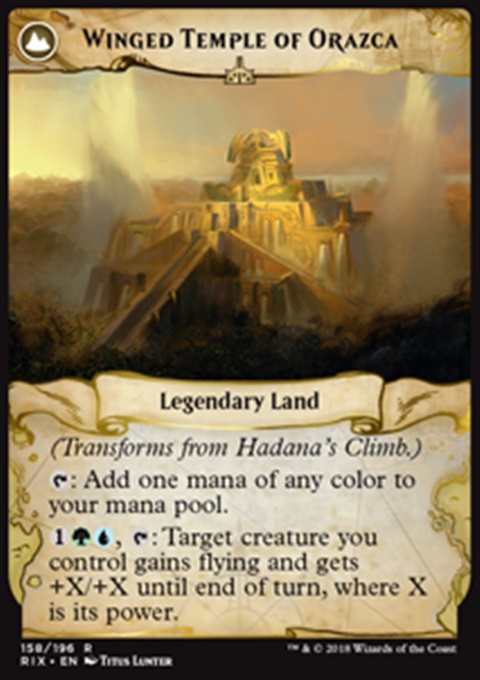 WINGED TEMPLE OF ORAZCA
Legendary Land
(Transforms from Hadana's Climb.)
: Add one mana of any color to
your mana pool.
1 , : Target creature you
control gains flying and gets
+X/+X until end of turn, where X
is its power.
158/196 R
RIX • EN TITUS LUNTER
™ & © 2018 Wizards of the Coast